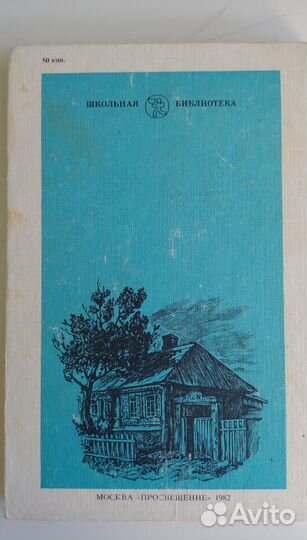 50 коп.
ШКОЛЬНАЯ БИБЛИОТЕКА
МОСКВА «ПРОСВЕЩЕНИЕ» 1982
Avito